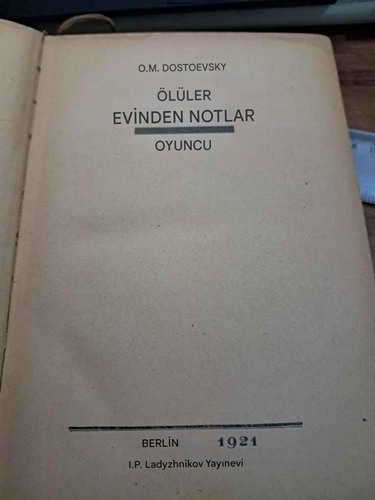 O.M. DOSTOEVSKY
ÖLÜLER
EVİNDEN NOTLAR
OYUNCU
BERLİN 1921
I.P. Ladyzhnikov Yayınevi